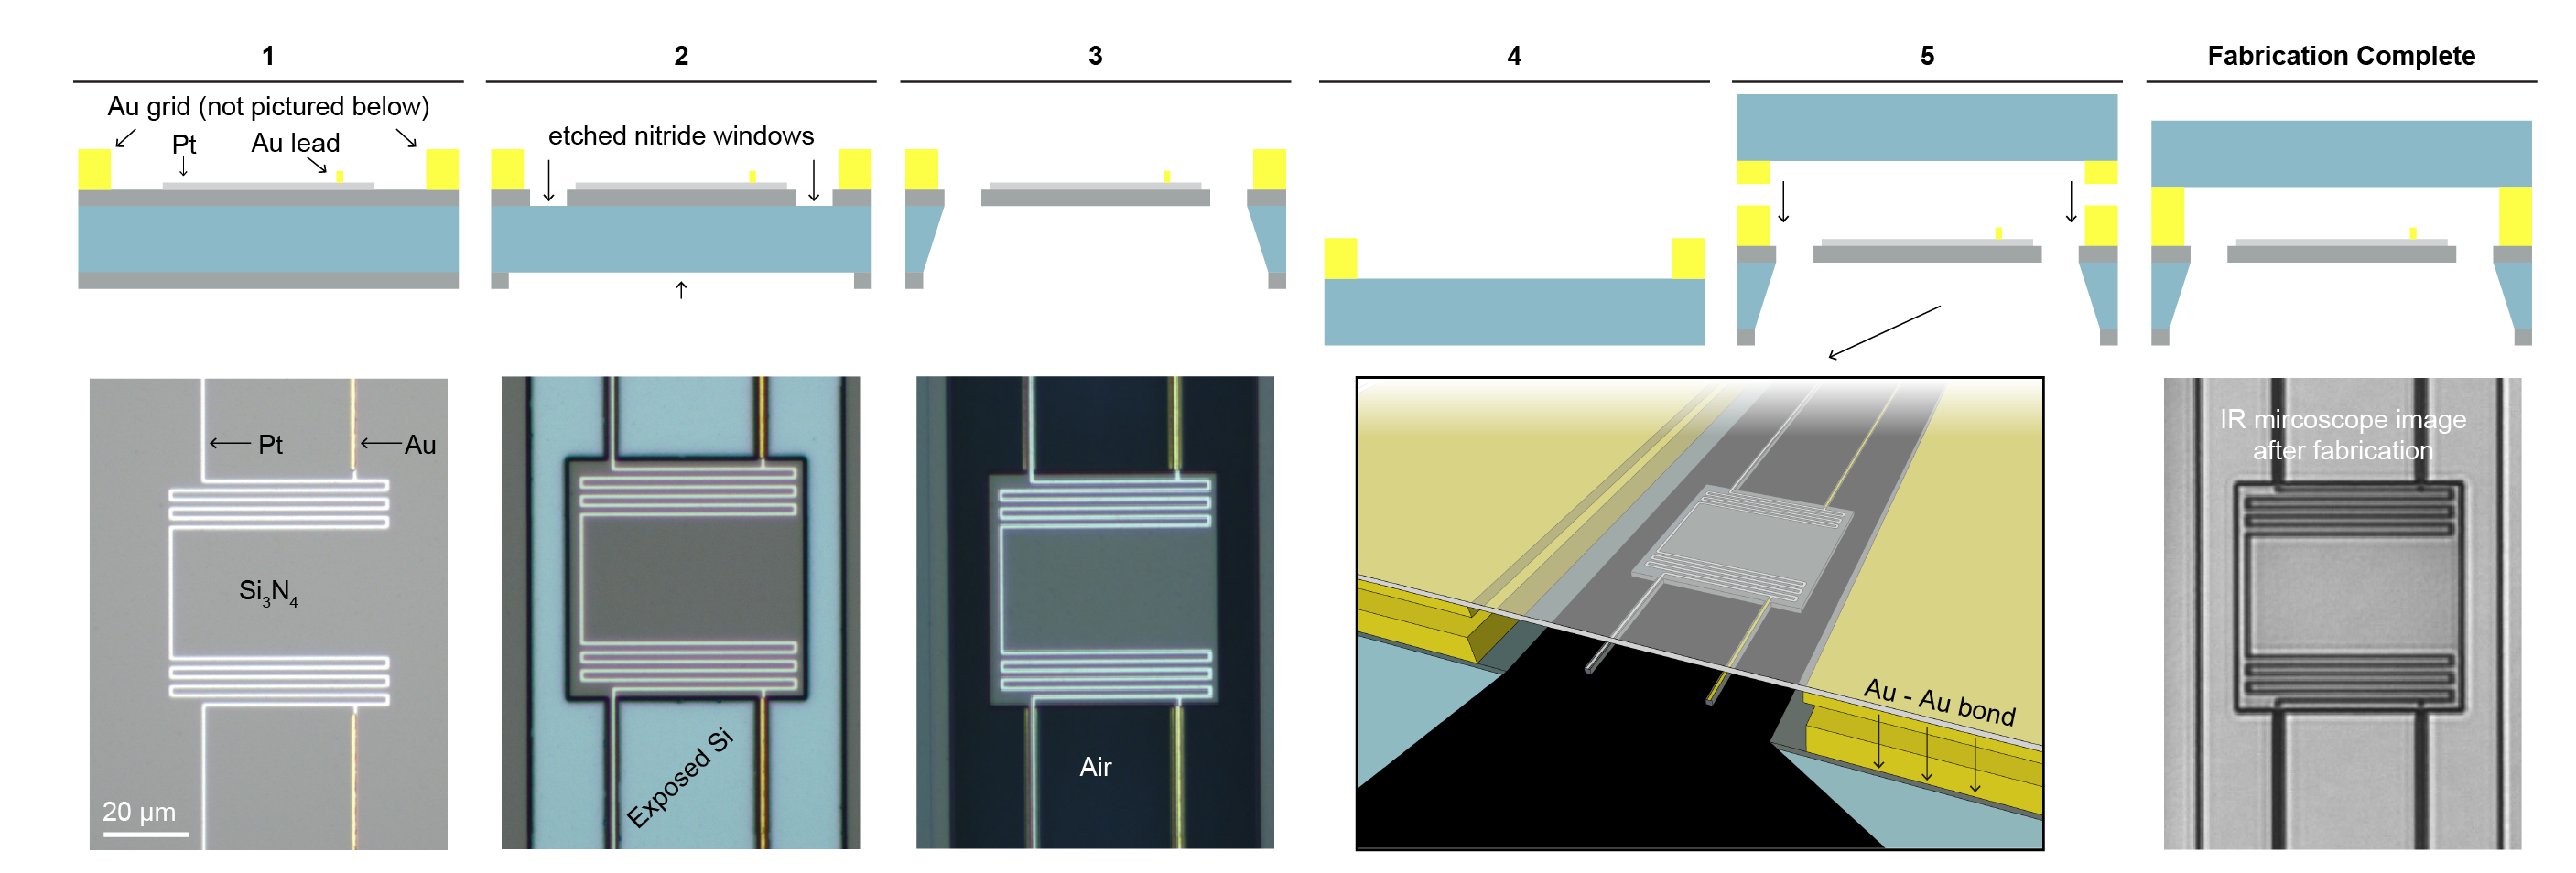 1
2
3
4
5
Fabrication Complete
Au grid (not pictured below)
Pt
Au lead
etched nitride windows
Pt
Au
Si3N4
20 µm
Exposed Si
Air
Au - Au bond
IR mircoscope image
after fabrication